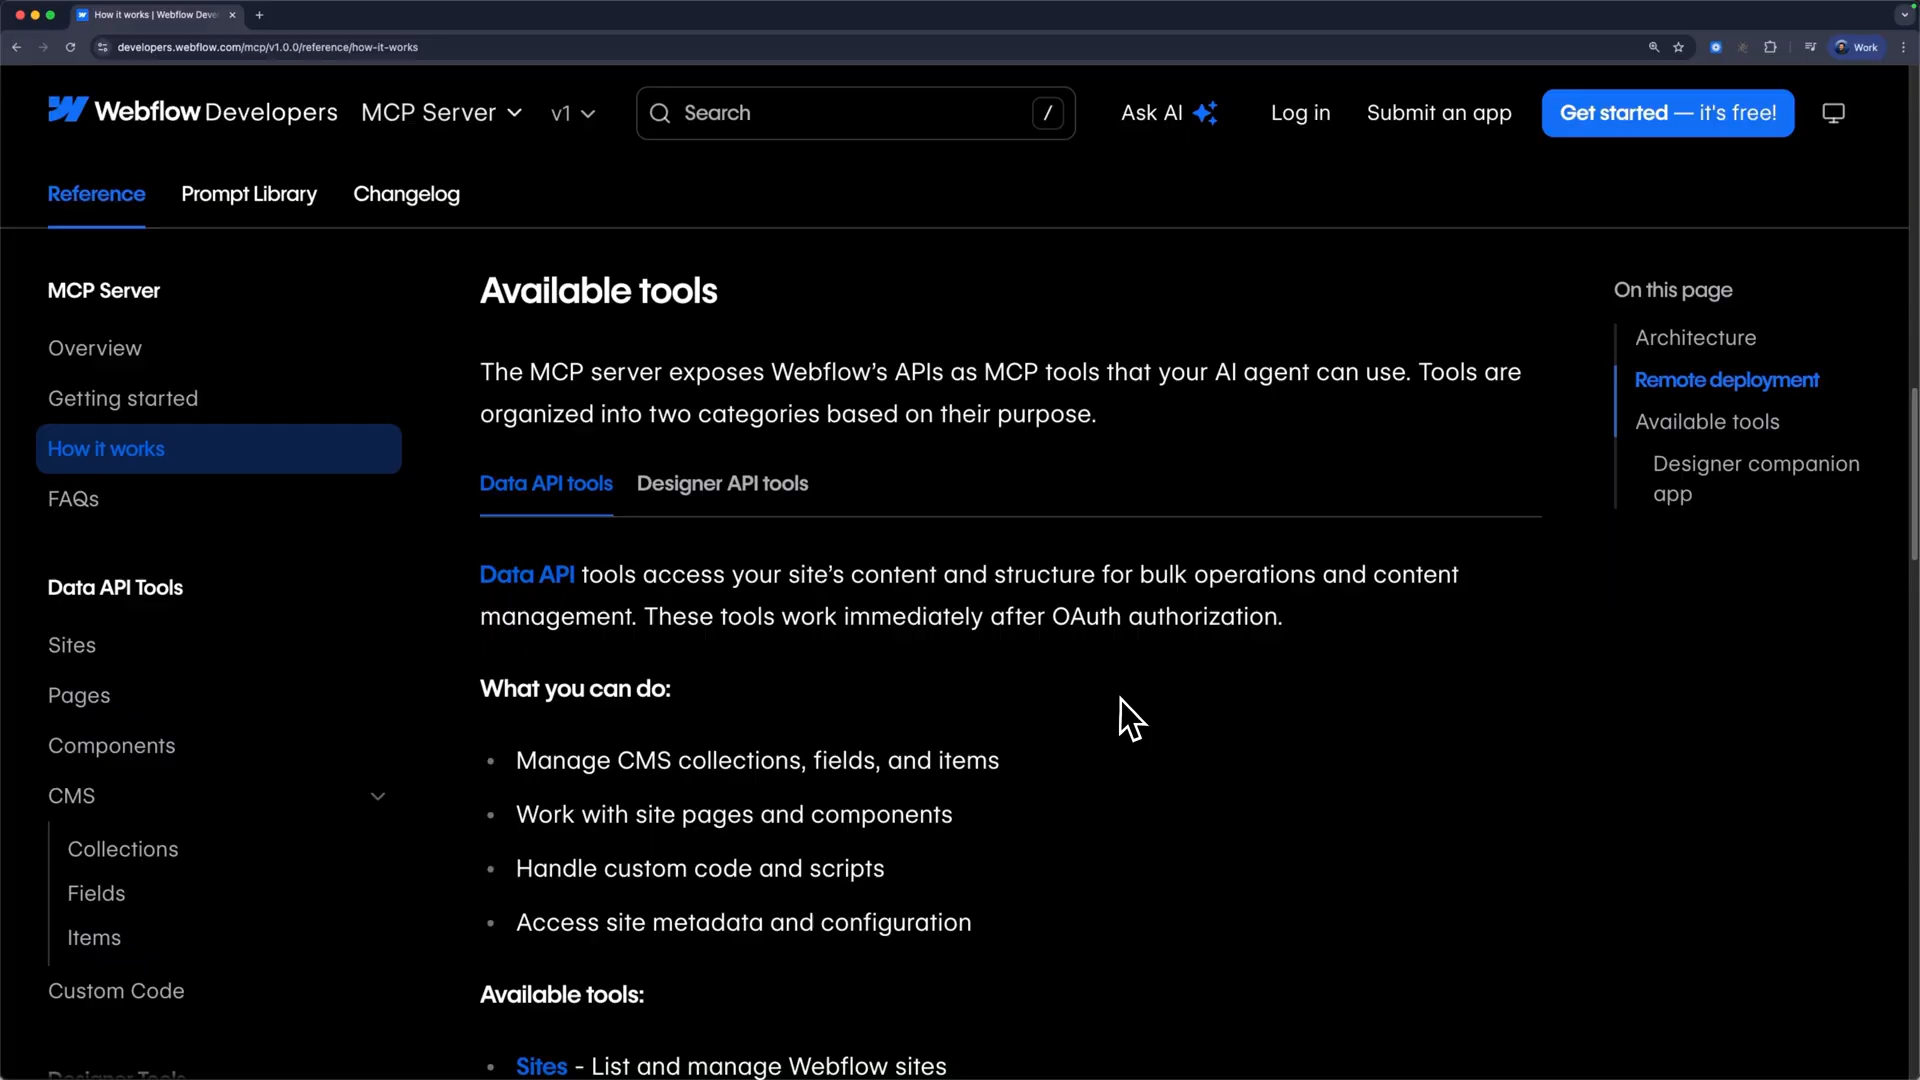 How it works | Webflow Deve
developers.webflow.com/mcp/v1.0.0/reference/how-it-works
Work
Webflow Developers
MCP Server
v1
Search
/
Ask AI
Log in
Submit an app
Get started — it's free!
Reference
Prompt Library
Changelog
MCP Server
Overview
Getting started
How it works
FAQs
Data API Tools
Sites
Pages
Components
CMS
Collections
Fields
Items
Custom Code
Designer Tools
Available tools
The MCP server exposes Webflow’s APIs as MCP tools that your AI agent can use. Tools are
organized into two categories based on their purpose.
Data API tools
Designer API tools
Data API tools access your site’s content and structure for bulk operations and content
management. These tools work immediately after OAuth authorization.
What you can do:
• Manage CMS collections, fields, and items
• Work with site pages and components
• Handle custom code and scripts
• Access site metadata and configuration
Available tools:
• Sites - List and manage Webflow sites
On this page
Architecture
Remote deployment
Available tools
Designer companion
app